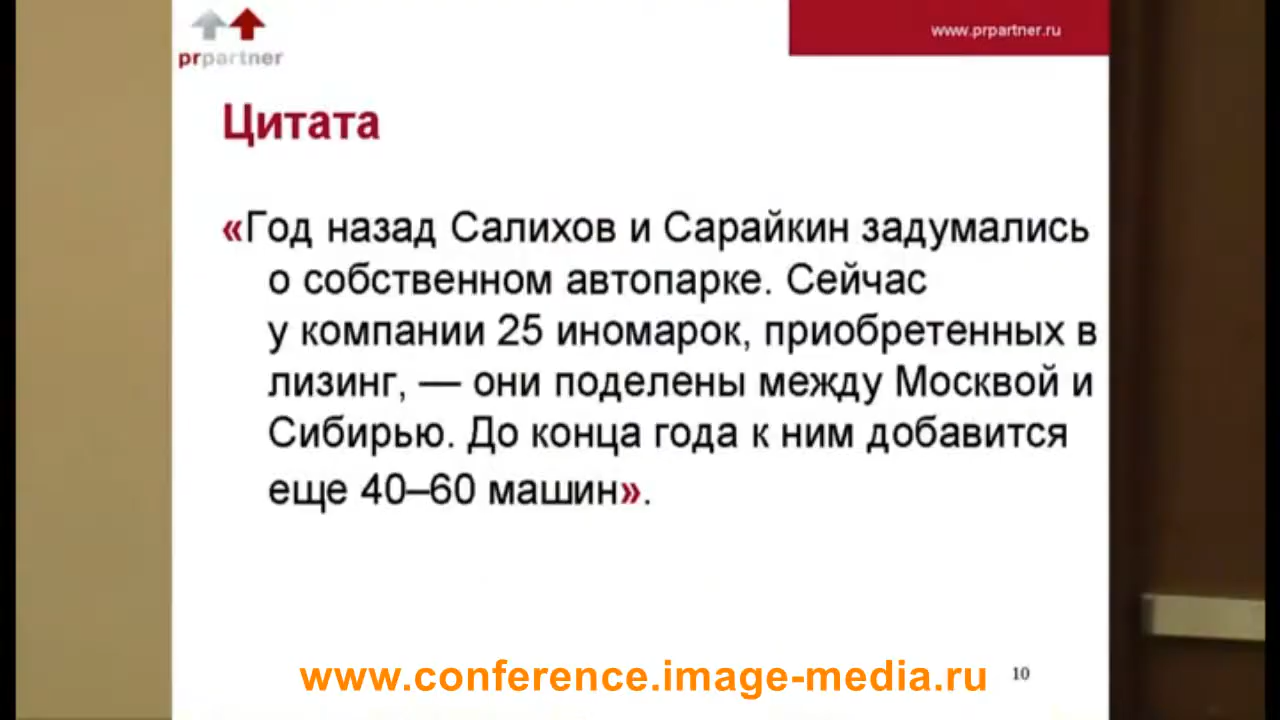 prpartner
www.prpartner.ru
Цитата
«Год назад Салихов и Сарайкин задумались
о собственном автопарке. Сейчас
у компании 25 иномарок, приобретенных в
лизинг, — они поделены между Москвой и
Сибирью. До конца года к ним добавится
еще 40–60 машин».
www.conference.image-media.ru
10